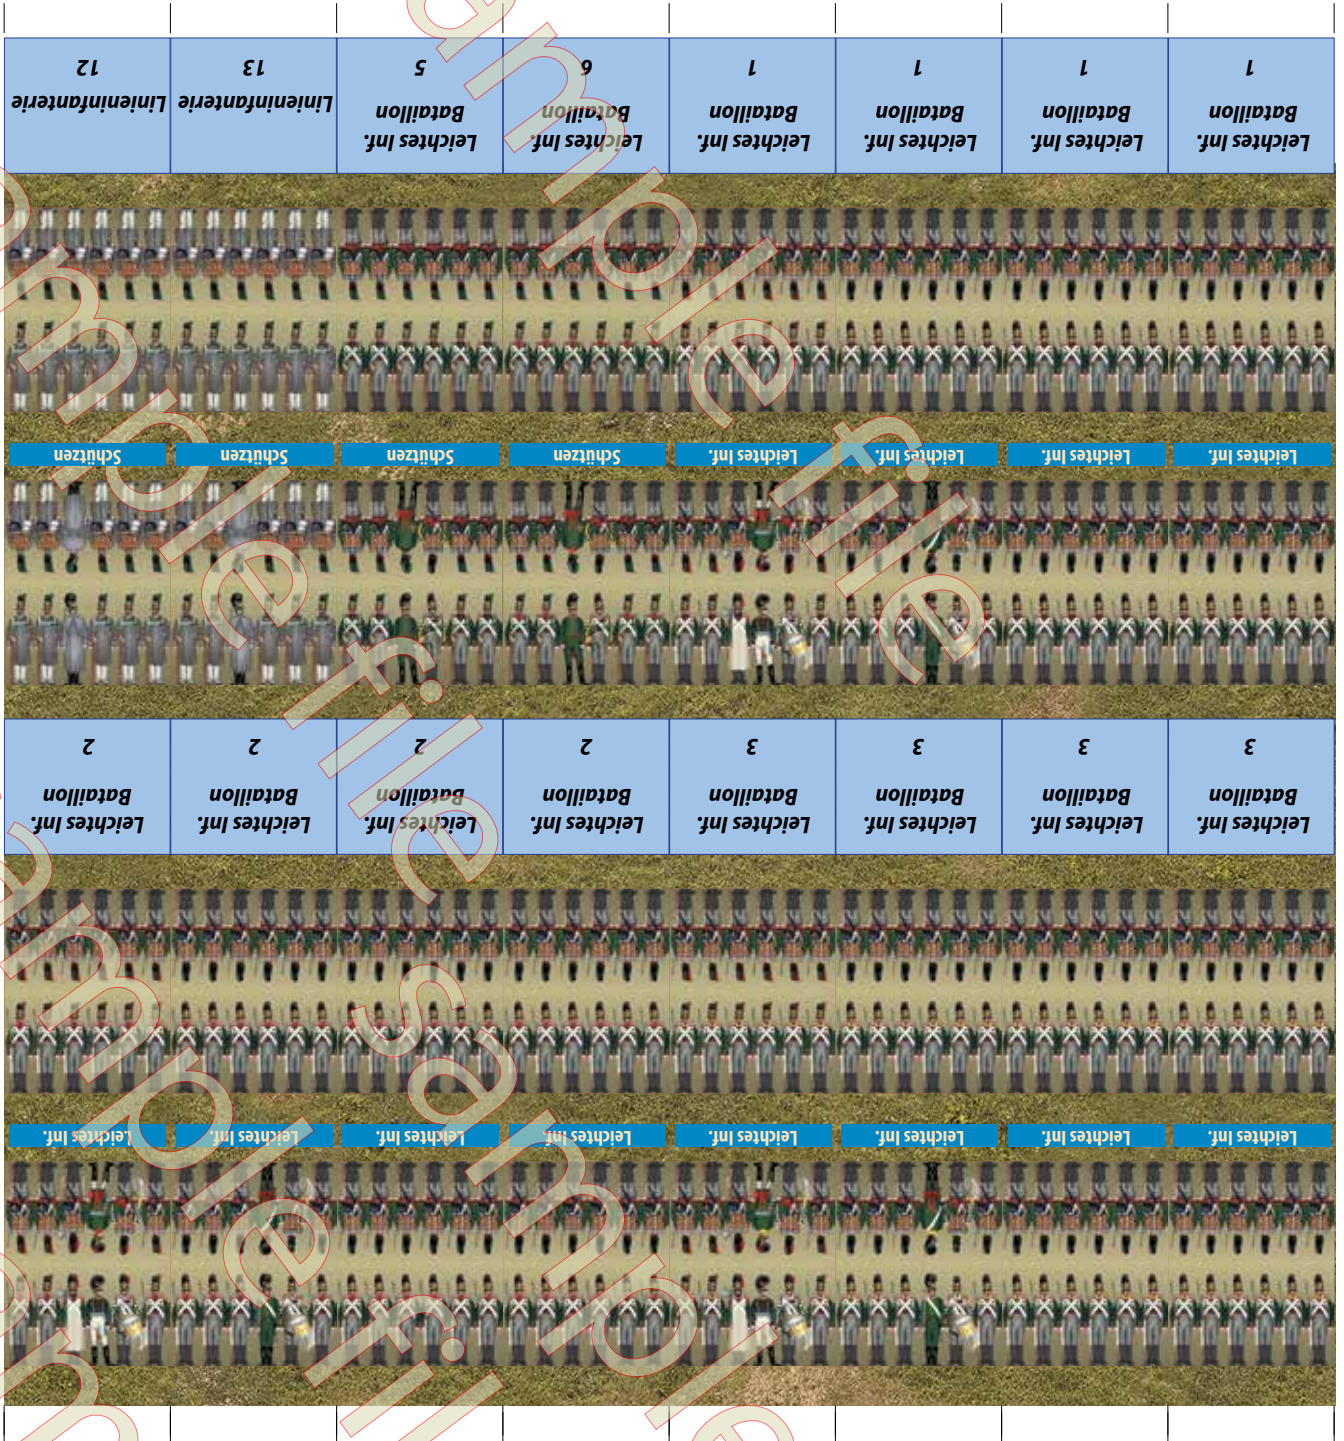 12
Linieninfanterie
13
Linieninfanterie
5
Leichtes Inf.
Bataillon
6
Leichtes Inf.
Bataillon
1
Leichtes Inf.
Bataillon
1
Leichtes Inf.
Bataillon
1
Leichtes Inf.
Bataillon
1
Leichtes Inf.
Bataillon
Schützen
Schützen
Schützen
Schützen
Leichtes Inf.
Leichtes Inf.
Leichtes Inf.
Leichtes Inf.
2
Leichtes Inf.
Bataillon
2
Leichtes Inf.
Bataillon
2
Leichtes Inf.
Bataillon
2
Leichtes Inf.
Bataillon
3
Leichtes Inf.
Bataillon
3
Leichtes Inf.
Bataillon
3
Leichtes Inf.
Bataillon
3
Leichtes Inf.
Bataillon
Leichtes Inf.
Leichtes Inf.
Leichtes Inf.
Leichtes Inf.
Leichtes Inf.
Leichtes Inf.
Leichtes Inf.
Leichtes Inf.
sample file
sample file
sample file